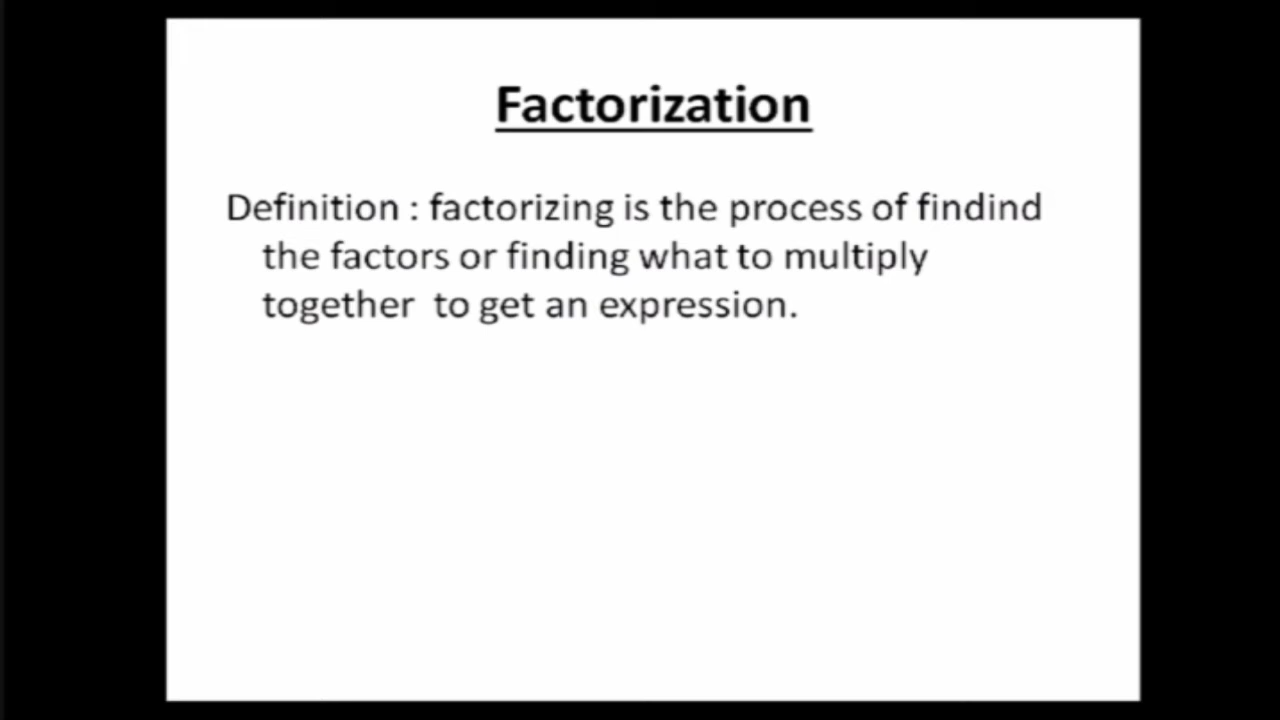 Factorization
Definition : factorizing is the process of findind
the factors or finding what to multiply
together  to get an expression.